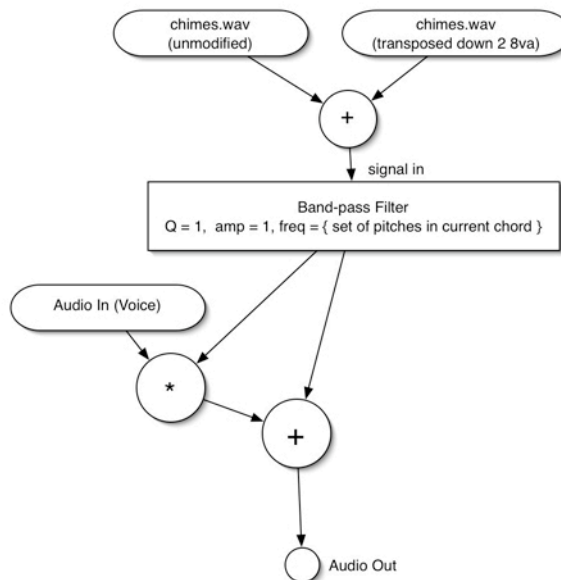 chimes.wav
(unmodified)
chimes.wav
(transposed down 2 8va)
+
signal in
Band-pass Filter
Q = 1, amp = 1, freq = { set of pitches in current chord }
Audio In (Voice)
*
+
Audio Out